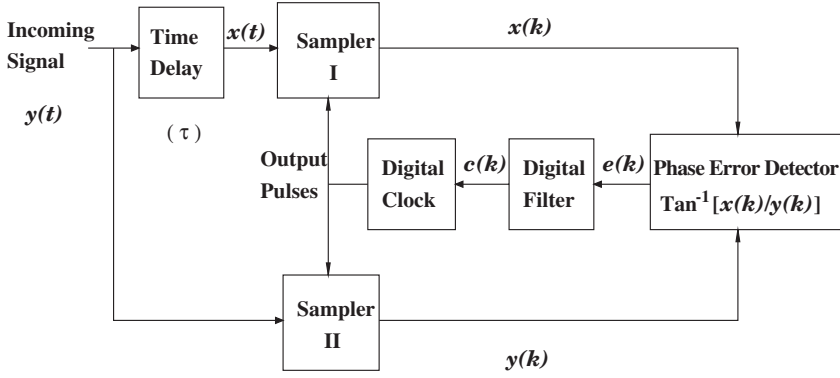 Incoming
Signal
y(t)
Time
Delay
( τ )
x(t)
Sampler
I
x(k)
Output
Pulses
Digital
Clock
c(k)
Digital
Filter
e(k)
Phase Error Detector
Tan⁻¹[x(k)/y(k)]
Sampler
II
y(k)